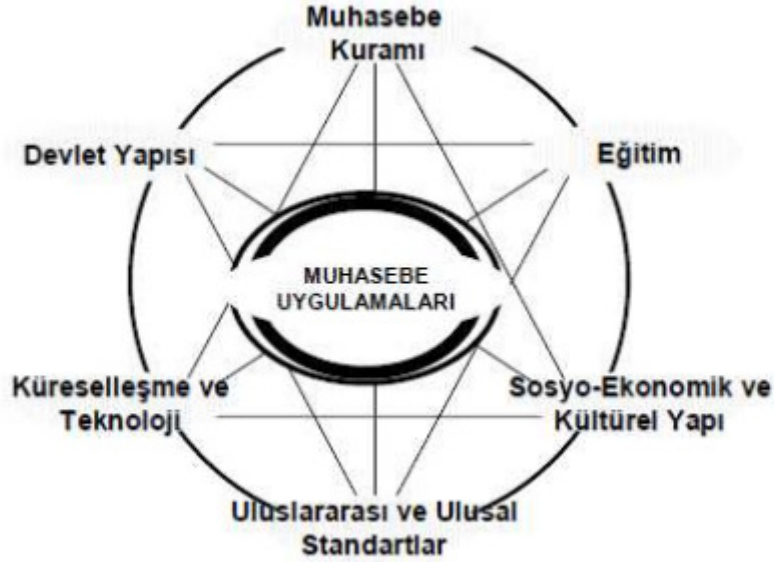 Muhasebe
Kuramı
Devlet Yapısı
Eğitim
MUHASEBE
UYGULAMALARI
Küreselleşme ve
Teknoloji
Sosyo-Ekonomik ve
Kültürel Yapı
Uluslararası ve Ulusal
Standartlar